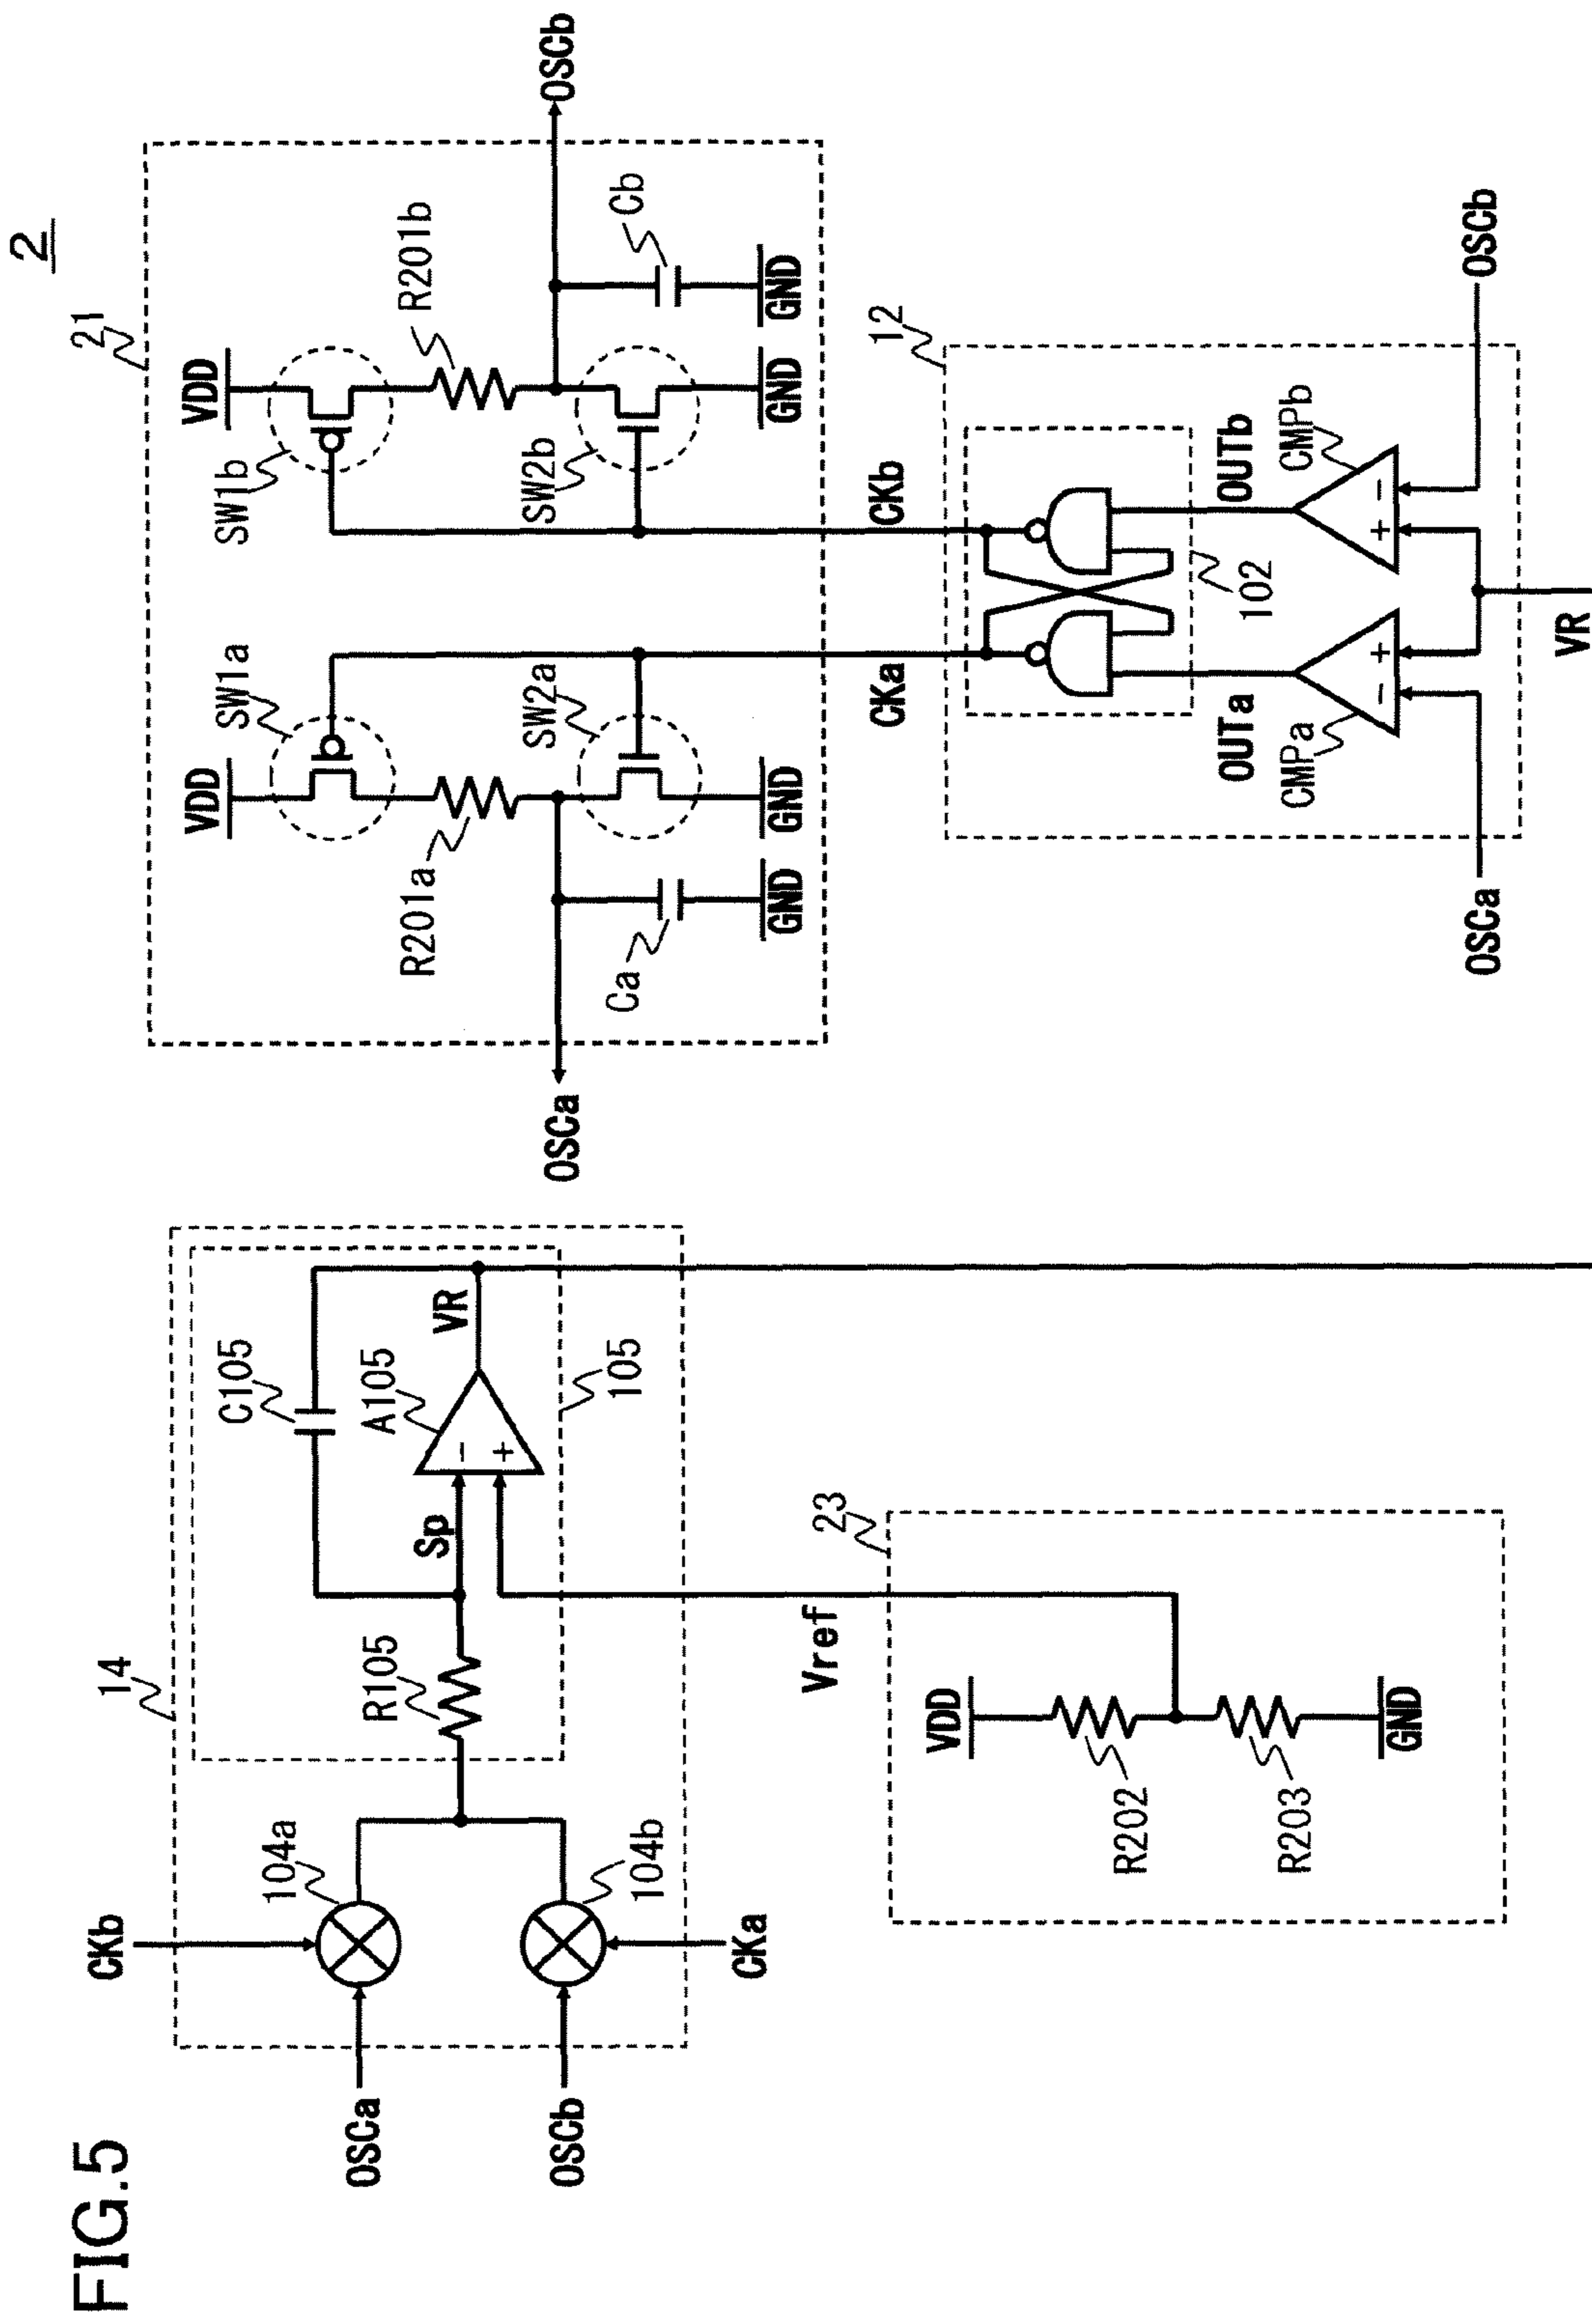 FIG.5
2
14
CKb
OSCa
104a
104b
OSCb
CKa
R105
Sp
C105
A105
VR
105
Vref
23
VDD
R202
R203
GND
21
VDD
SW1a
R201a
SW2a
Ca
GND
GND
OSCa
VDD
SW1b
R201b
SW2b
Cb
GND
GND
OSCb
CKa
CKb
12
102
OUTa
OUTb
CMPa
CMPb
- +
+ -
- +
OSCa
OSCb
VR